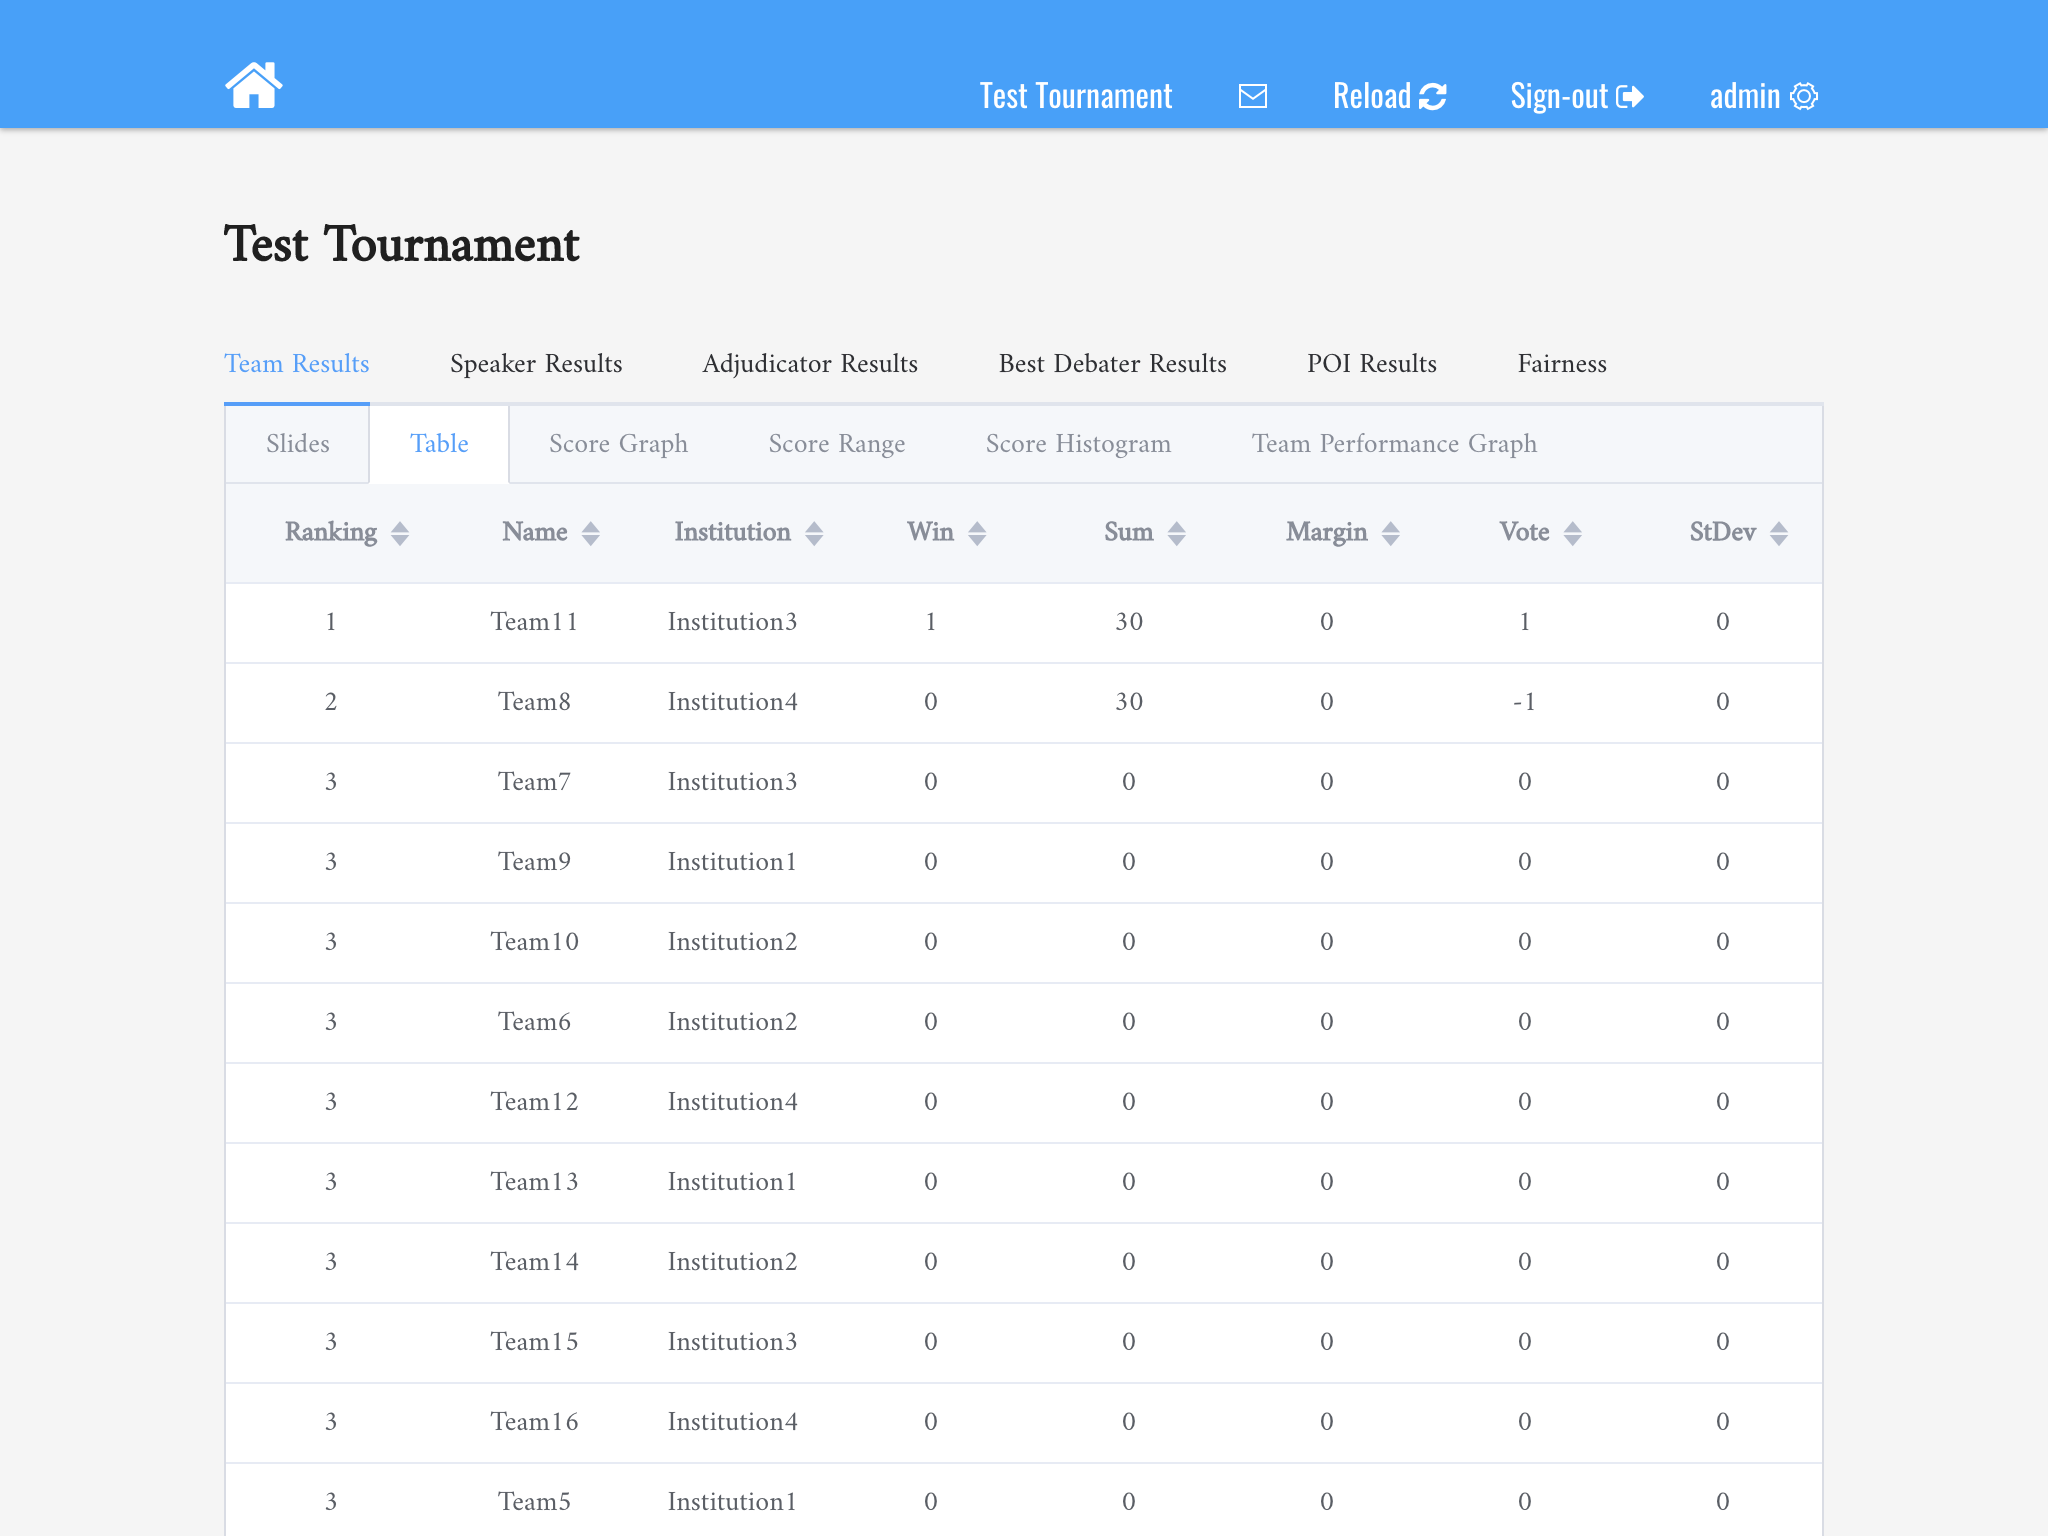 Test Tournament Reload Sign-out admin
Test Tournament
Team Results Speaker Results Adjudicator Results Best Debater Results POI Results Fairness
Slides Table Score Graph Score Range Score Histogram Team Performance Graph
Ranking Name Institution Win Sum Margin Vote StDev
1 Team11 Institution3 1 30 0 1 0
2 Team8 Institution4 0 30 0 -1 0
3 Team7 Institution3 0 0 0 0 0
3 Team9 Institution1 0 0 0 0 0
3 Team10 Institution2 0 0 0 0 0
3 Team6 Institution2 0 0 0 0 0
3 Team12 Institution4 0 0 0 0 0
3 Team13 Institution1 0 0 0 0 0
3 Team14 Institution2 0 0 0 0 0
3 Team15 Institution3 0 0 0 0 0
3 Team16 Institution4 0 0 0 0 0
3 Team5 Institution1 0 0 0 0 0